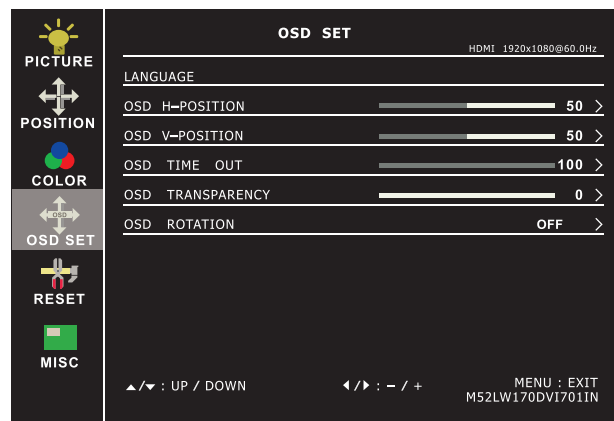 PICTURE
POSITION
COLOR
OSD
OSD SET
RESET
MISC
OSD SET
HDMI 1920x1080@60.0Hz
LANGUAGE
OSD H-POSITION 50 >
OSD V-POSITION 50 >
OSD TIME OUT 100 >
OSD TRANSPARENCY 0 >
OSD ROTATION OFF >
▲/▼ : UP / DOWN ◀/▶ : – / + MENU : EXIT
M52LW170DVI701IN